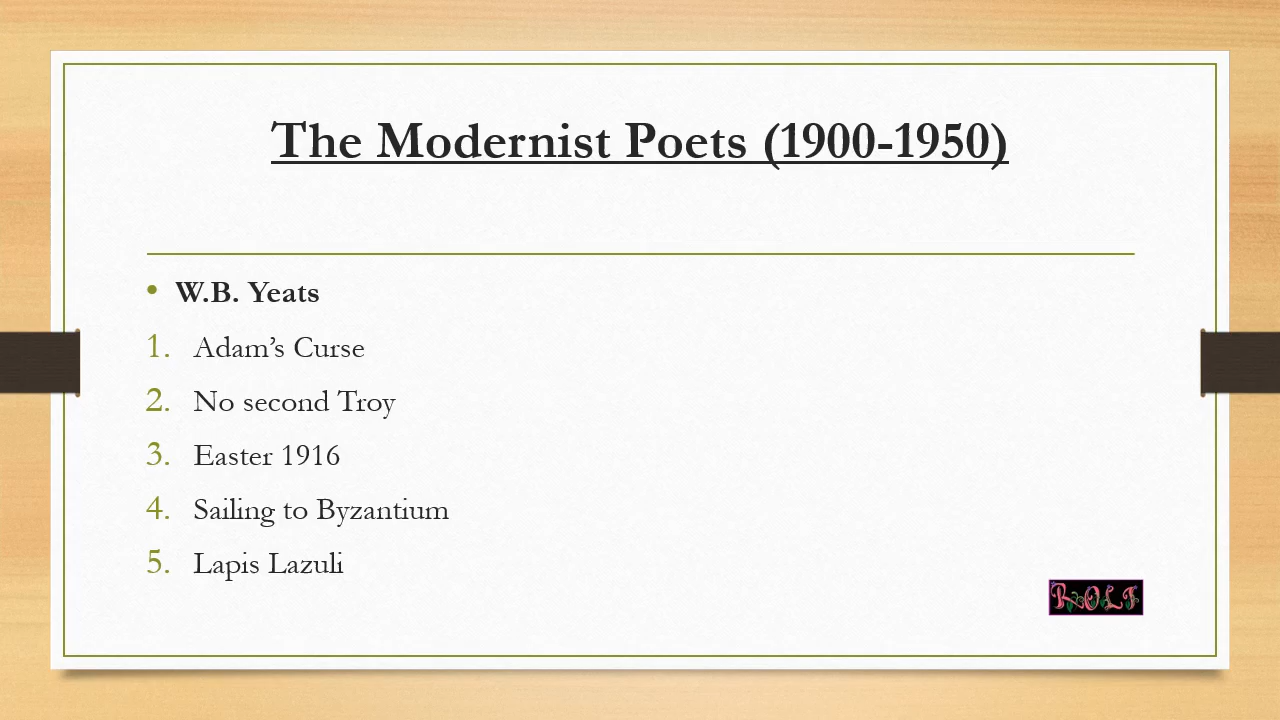 The Modernist Poets (1900-1950)
• W.B. Yeats
1. Adam’s Curse
2. No second Troy
3. Easter 1916
4. Sailing to Byzantium
5. Lapis Lazuli
ROLI